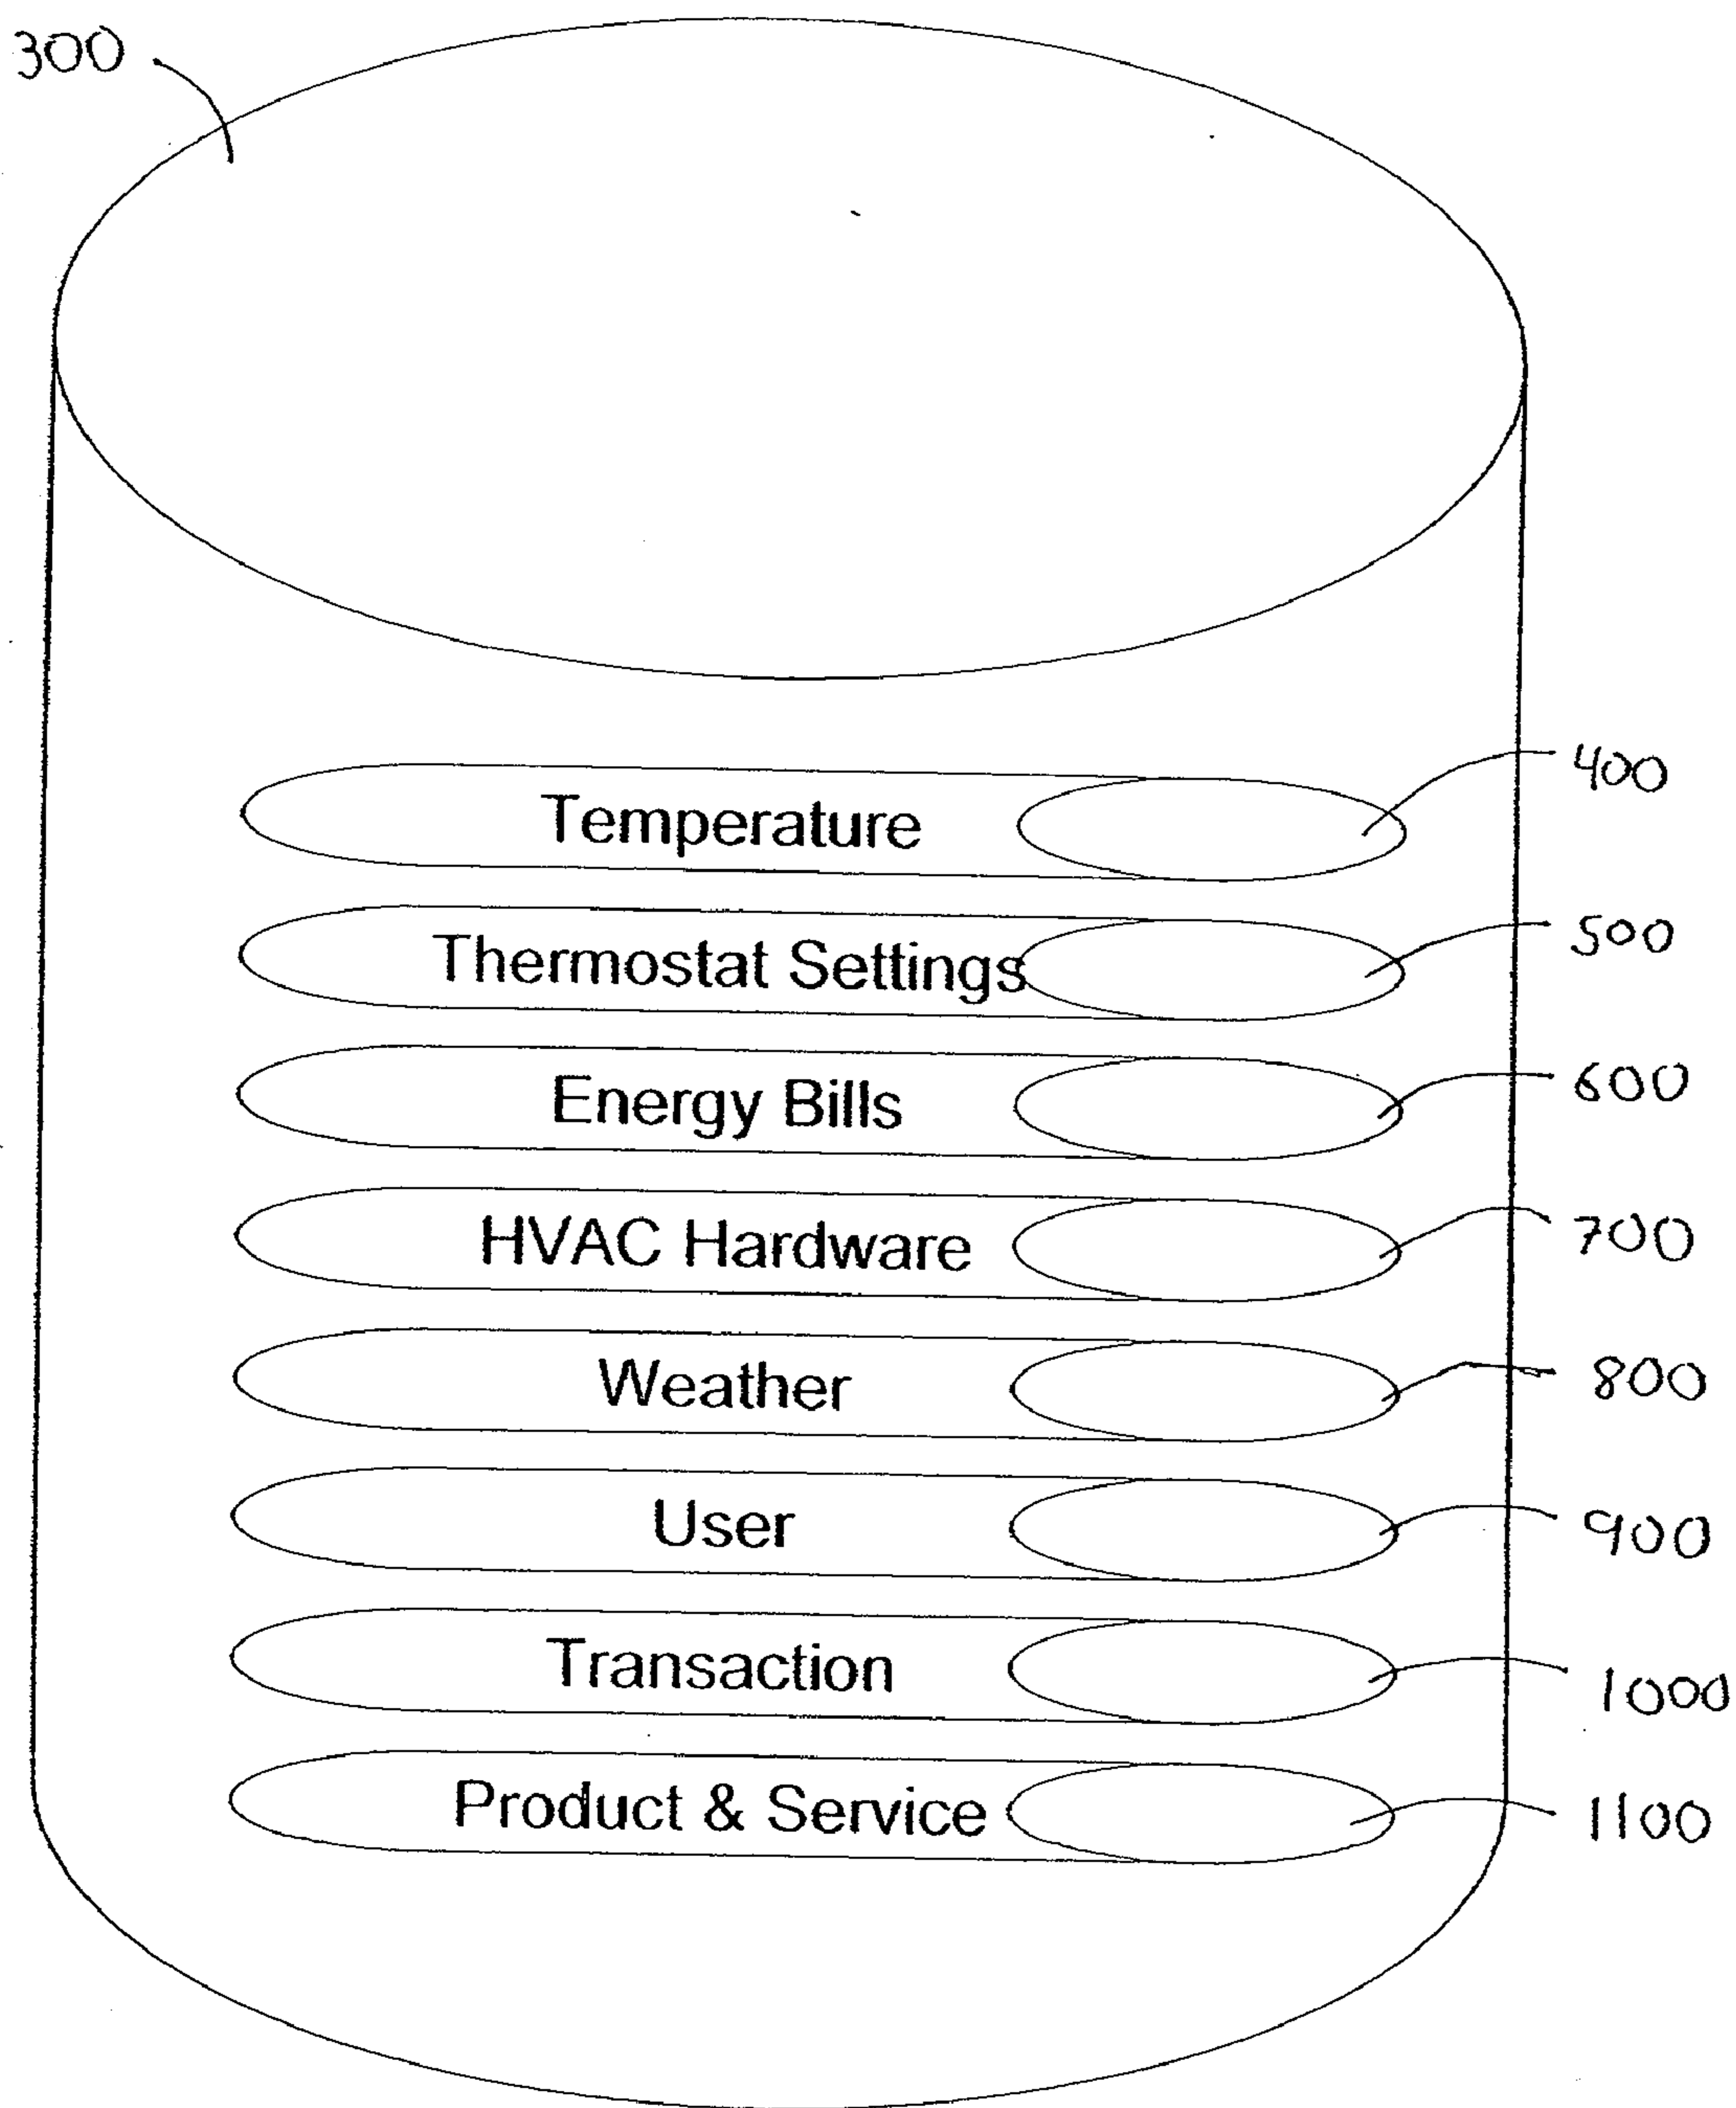 300
Temperature 400
Thermostat Settings 500
Energy Bills 600
HVAC Hardware 700
Weather 800
User 900
Transaction 1000
Product & Service 1100